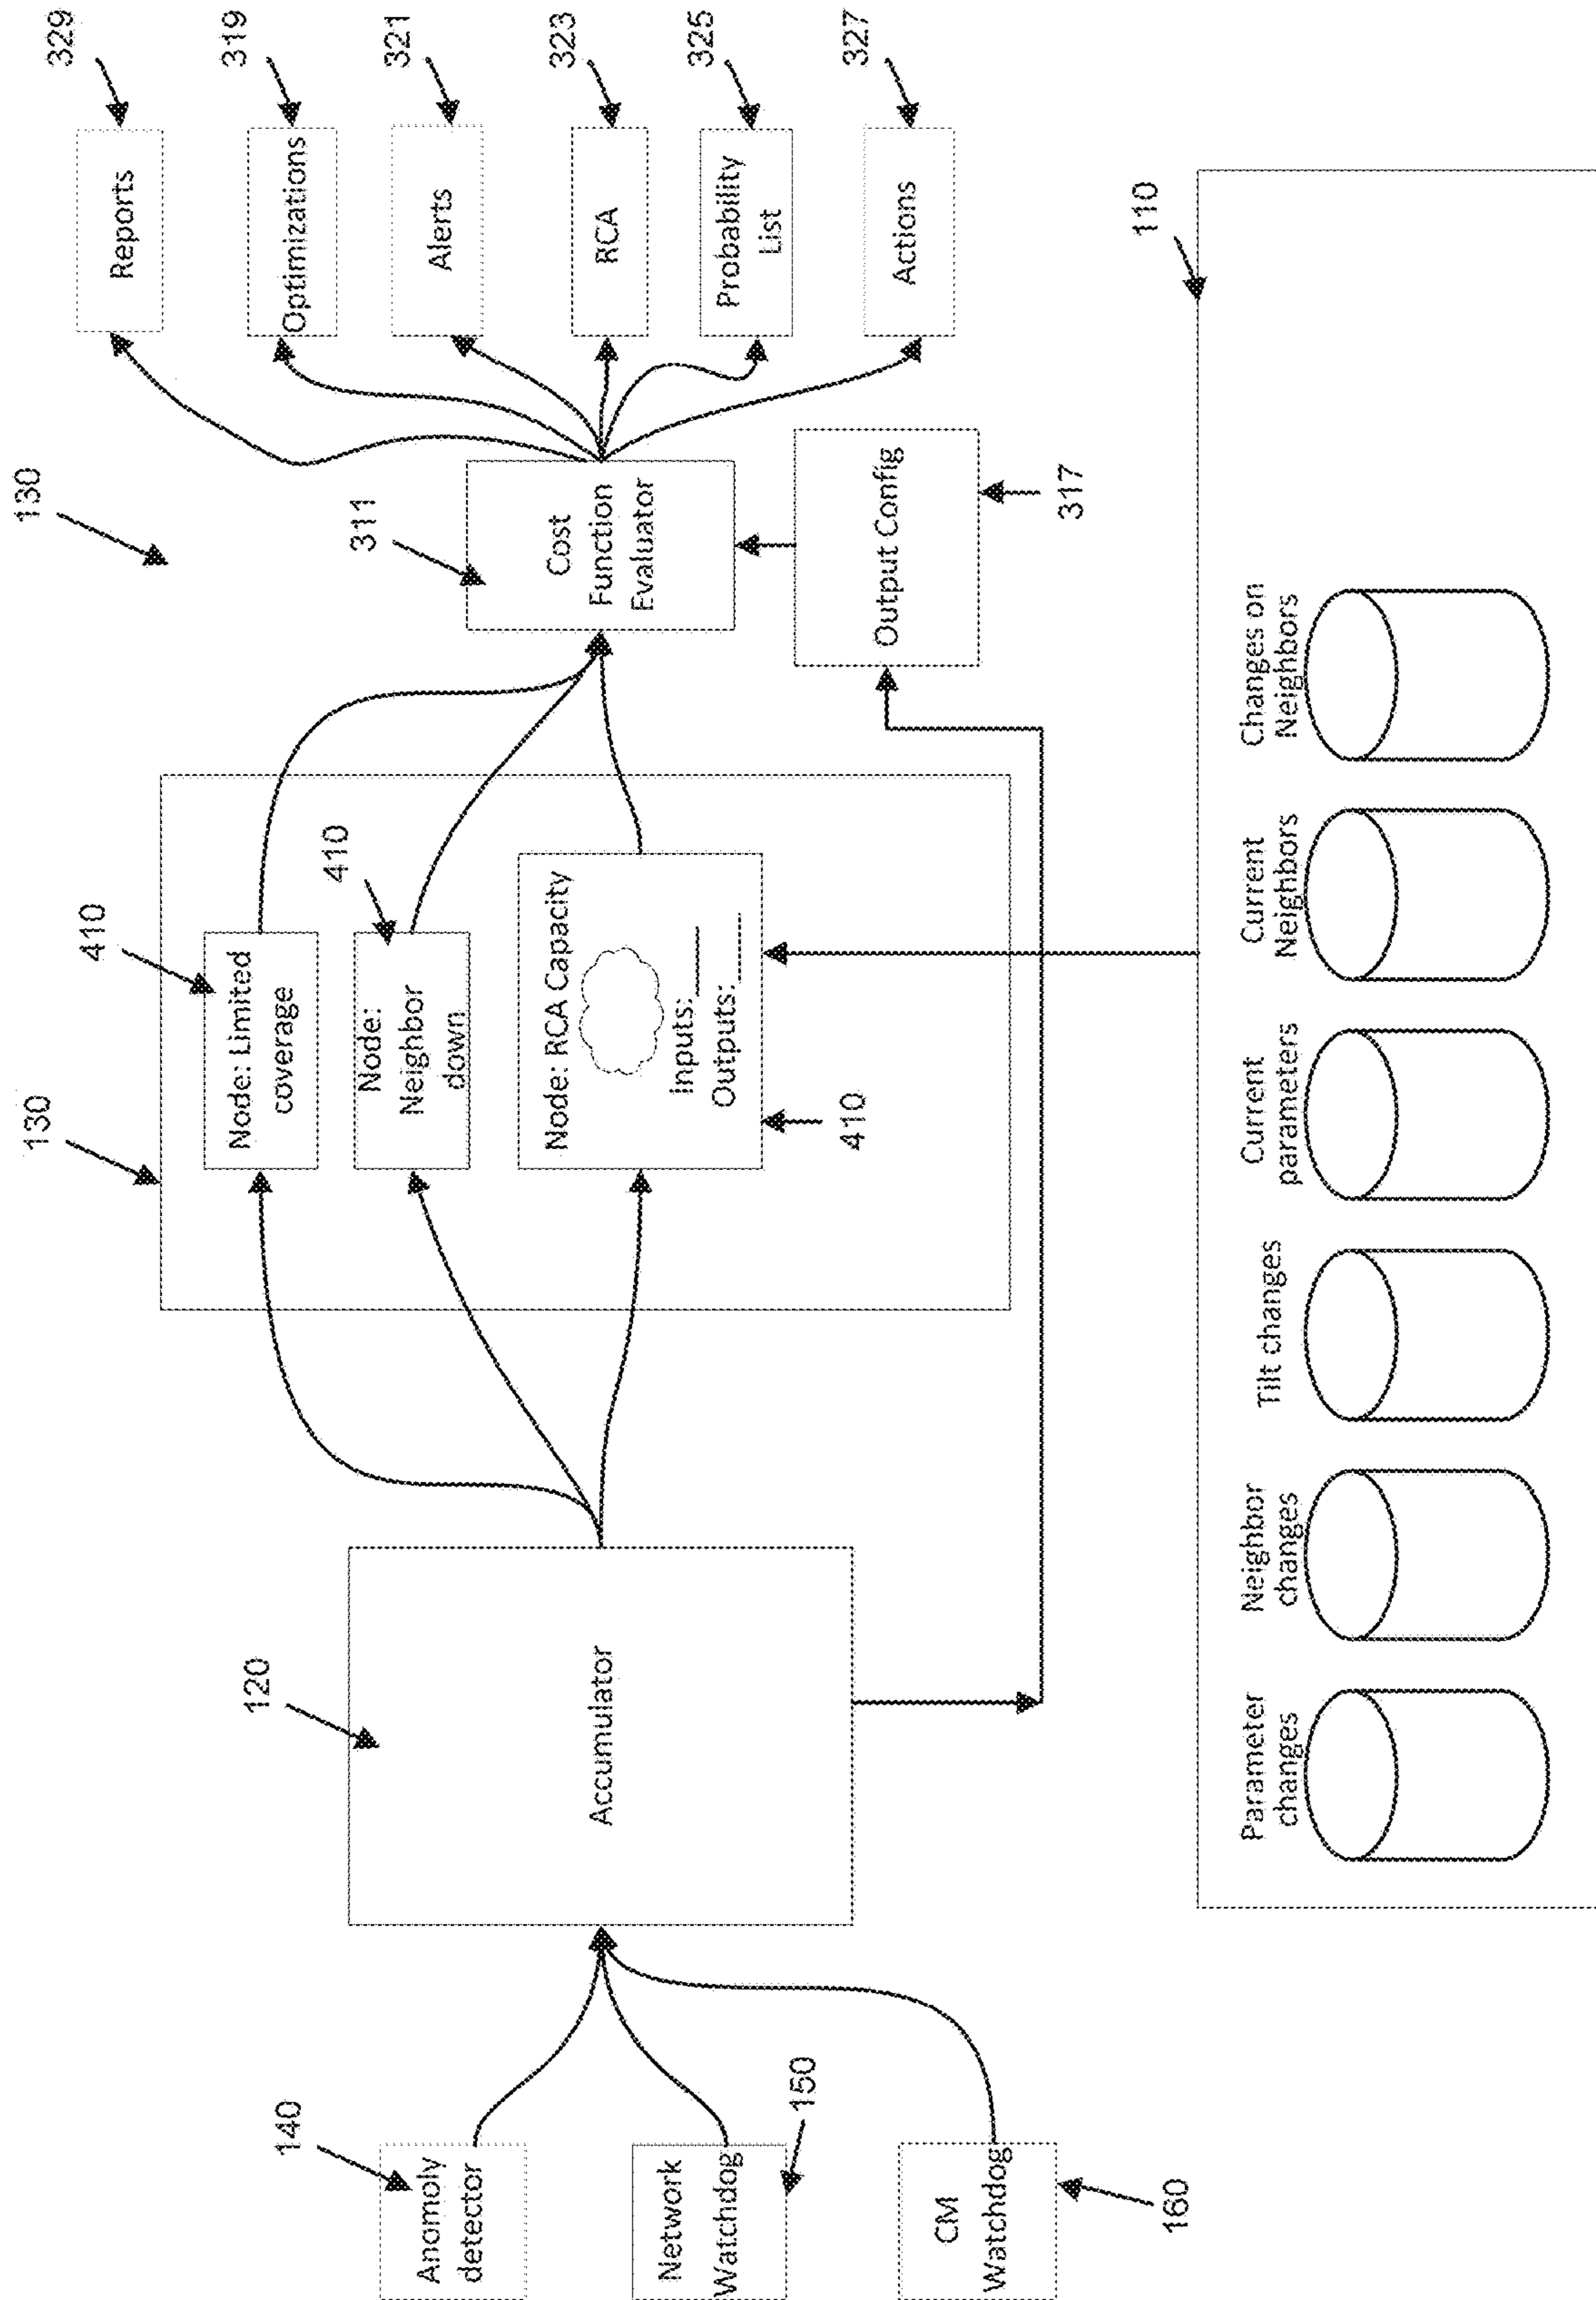 130
140
Anomoly
detector
Network
Watchdog
150
CM
Watchdog
160
120
Accumulator
130
410
Node: Limited
coverage
410
Node:
Neighbor
down
Node: RCA Capacity
Inputs:____
Outputs:____
410
311
Cost
Function
Evaluator
Output Config
317
Reports
329
Optimizations
319
Alerts
321
RCA
323
Probability
List
325
Actions
327
110
Parameter
changes
Neighbor
changes
Tilt changes
Current
parameters
Current
Neighbors
Changes on
Neighbors